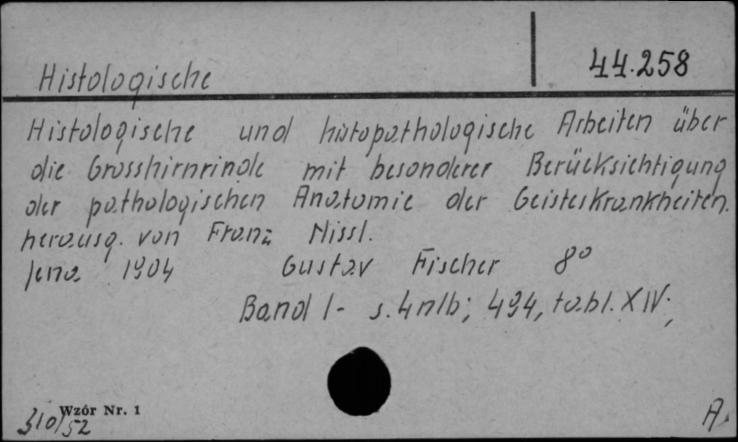 Histologische 44.258
Histologische und histopathologische Arbeiten über
die Grosshirnrinde mit besonderer Berücksichtigung
der pathologischen Anatomie der Geisteskrankheiten.
herausg. von Franz Nissl.
Jena 1904 Gustav Fischer 8°
Band I- s. 4nlb; 494, tabl. XIV;
Wzór Nr. 1
310/52
A.